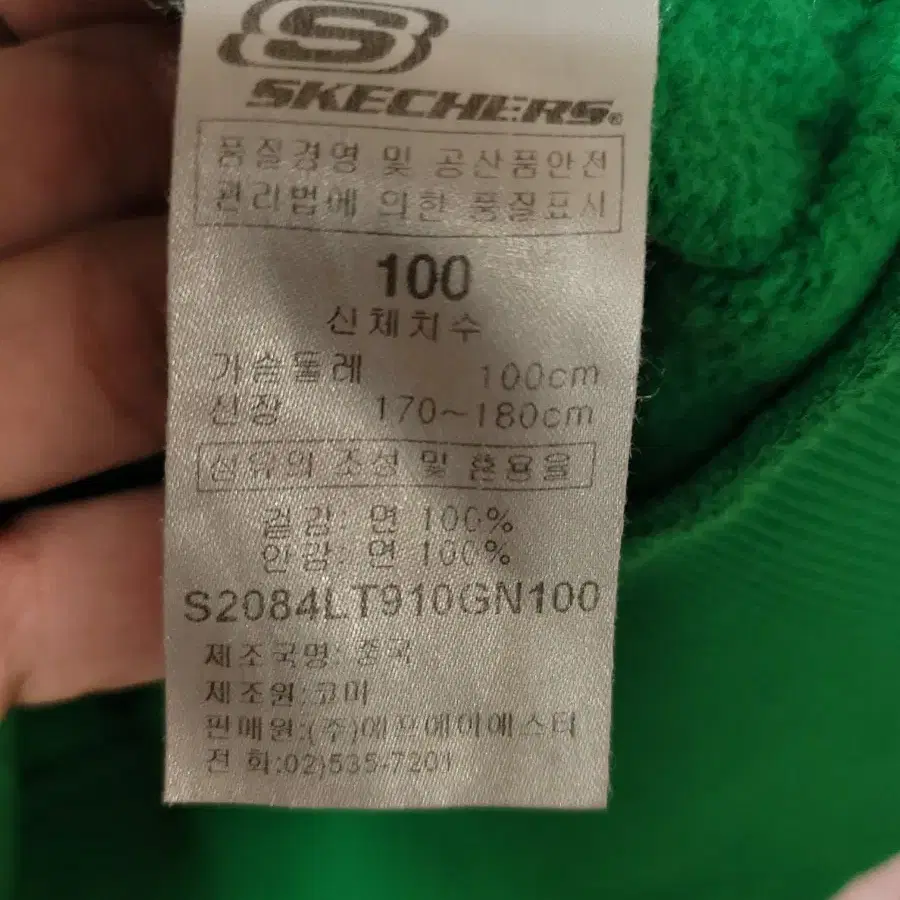 S
SKECHERS®
품질경영 및 공산품안전
관리법에 의한 품질표시
100
신체치수
가슴둘레 100cm
신장 170~180cm
섬유의 조성 및 혼용율
겉감: 면 100%
안감: 면 100%
S2084LT910GN100
제조국명: 중국
제조원:코미
판매원:(주)에프에이에스티
전 화:02)535-7201